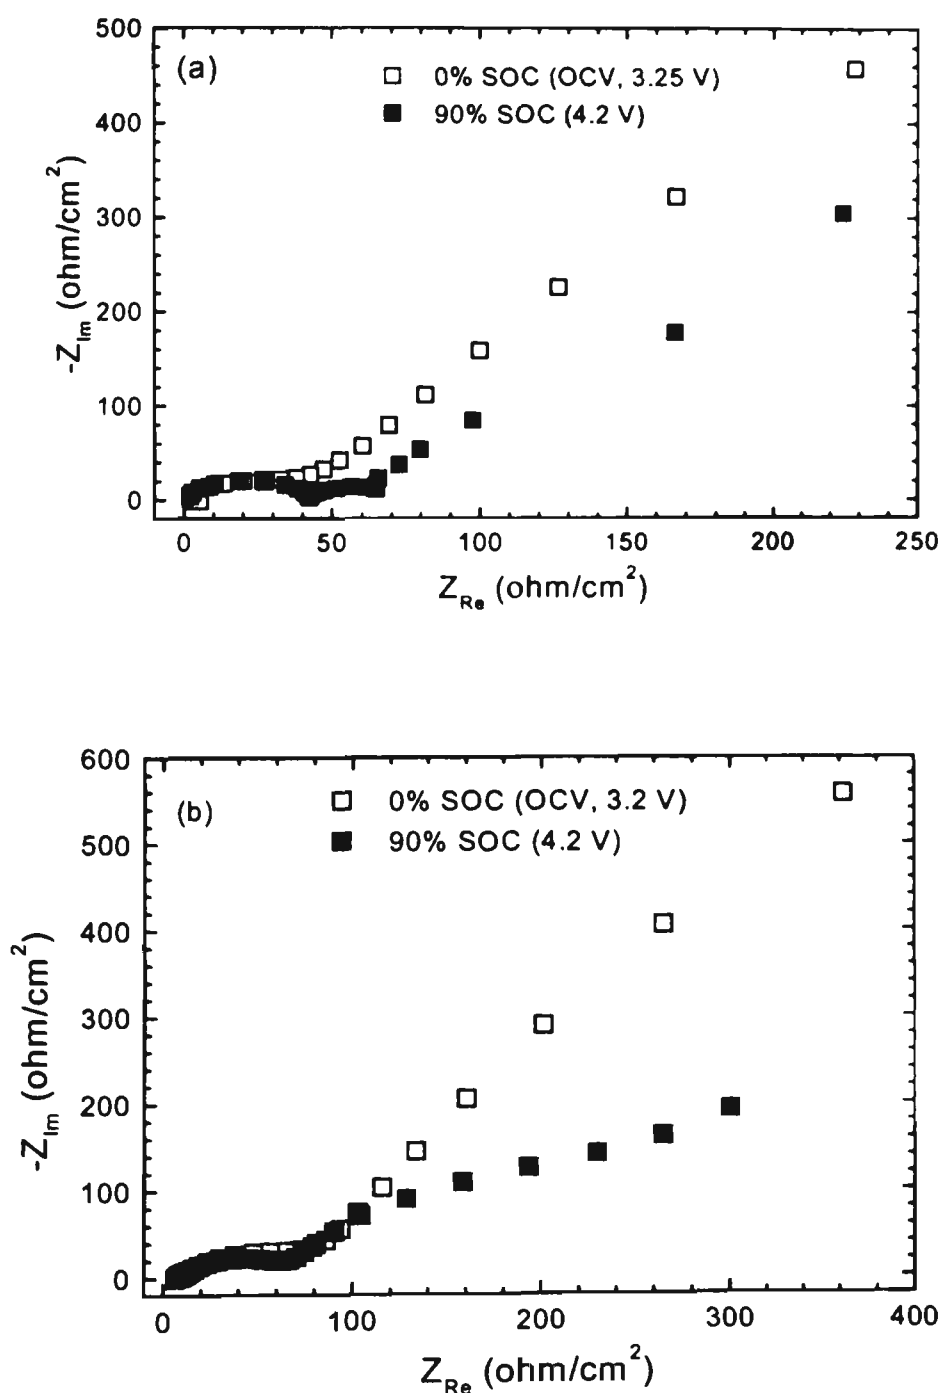 500
400
300
200
100
0
-Z_Im (ohm/cm²)
(a)
0% SOC (OCV, 3.25 V)
90% SOC (4.2 V)
0 50 100 150 200 250
Z_Re (ohm/cm²)
600
500
400
300
200
100
0
-Z_Im (ohm/cm²)
(b)
0% SOC (OCV, 3.2 V)
90% SOC (4.2 V)
0 100 200 300 400
Z_Re (ohm/cm²)